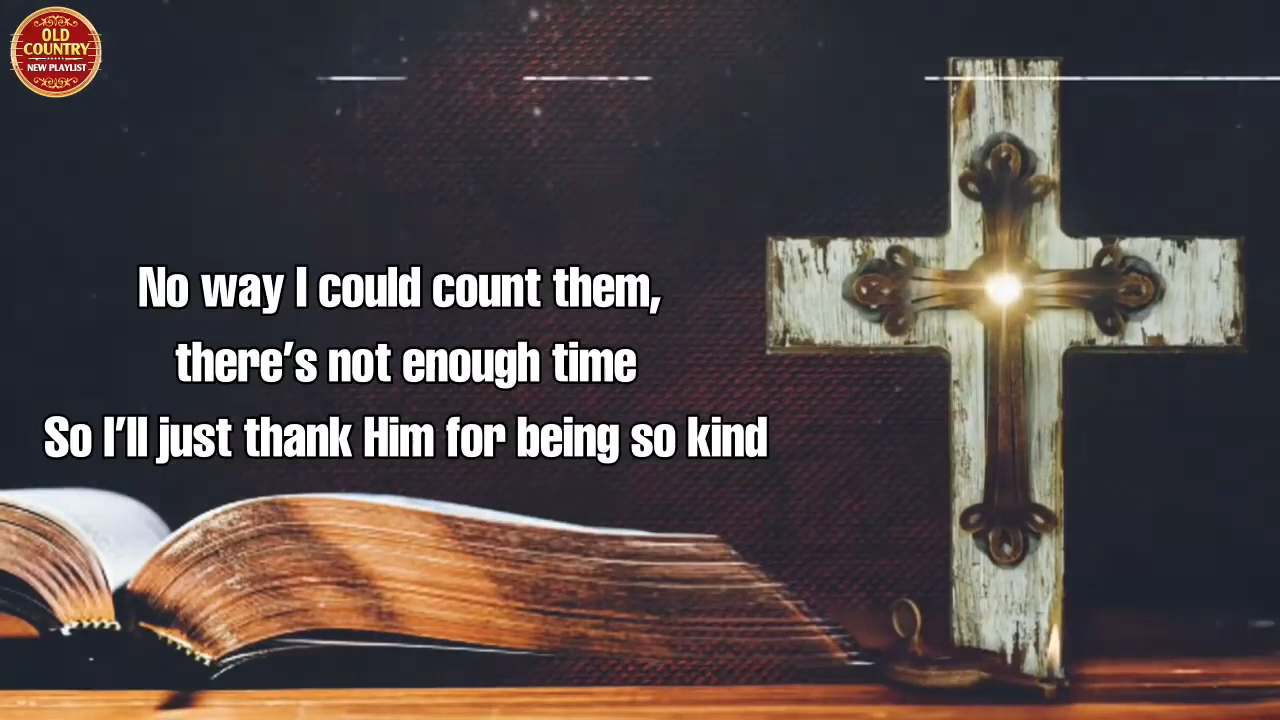 OLD
COUNTRY
NEW PLAYLIST
No way I could count them,
there's not enough time
So I'll just thank Him for being so kind